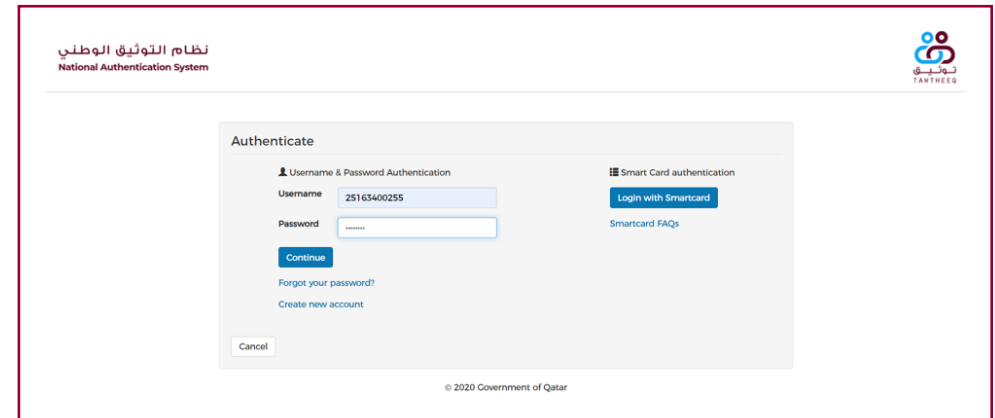 نظام التوثيق الوطني
National Authentication System
تـوثـيـق
TAWTHEEQ
Authenticate
Username & Password Authentication
Username
25163400255
Password
········
Continue
Forgot your password?
Create new account
Smart Card authentication
Login with Smartcard
Smartcard FAQs
Cancel
© 2020 Government of Qatar